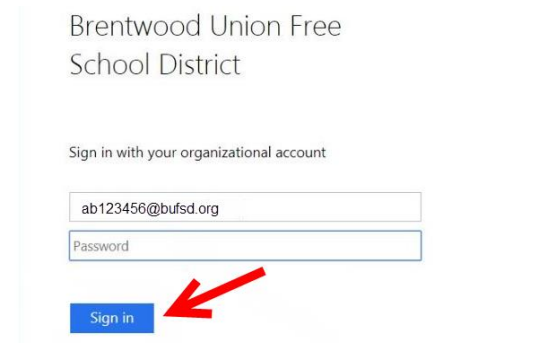 Brentwood Union Free
School District
Sign in with your organizational account
ab123456@bufsd.org
Password
Sign in